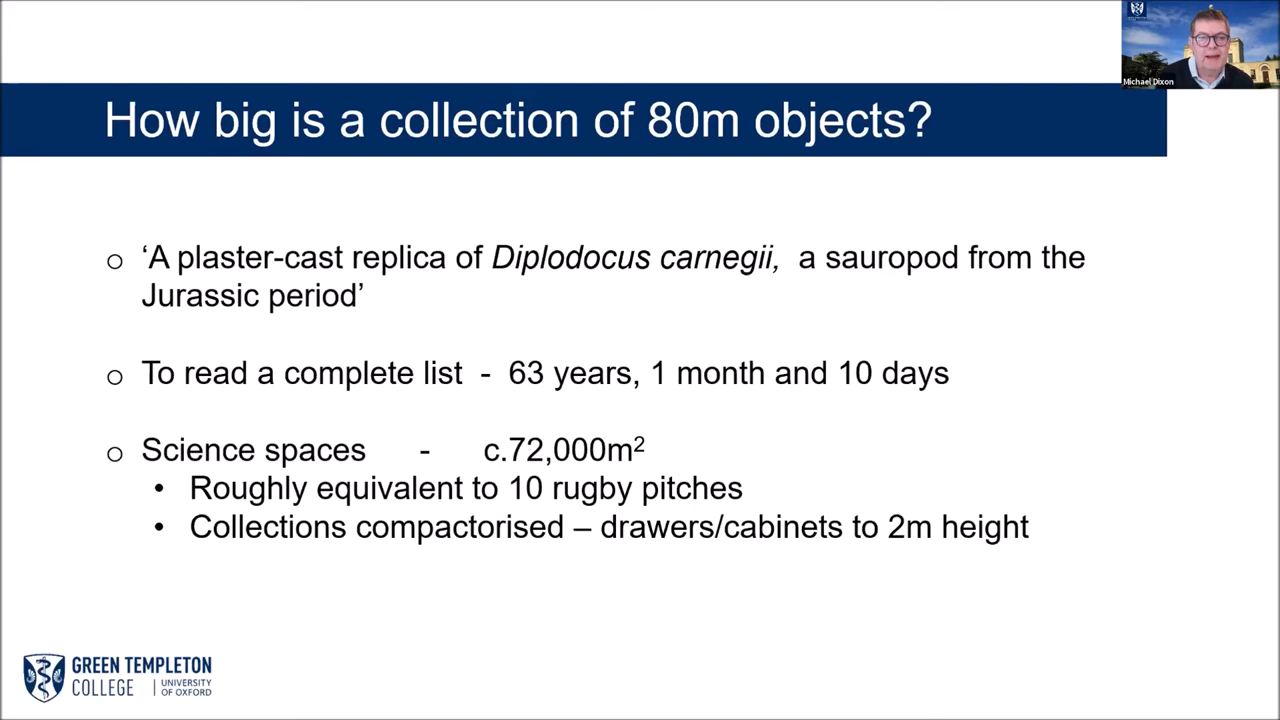 Michael Dixon
How big is a collection of 80m objects?
o ‘A plaster-cast replica of Diplodocus carnegii,  a sauropod from the
Jurassic period’
o To read a complete list  -  63 years, 1 month and 10 days
o Science spaces - c.72,000m²
• Roughly equivalent to 10 rugby pitches
• Collections compactorised – drawers/cabinets to 2m height
GREEN TEMPLETON
COLLEGE
UNIVERSITY
OF OXFORD